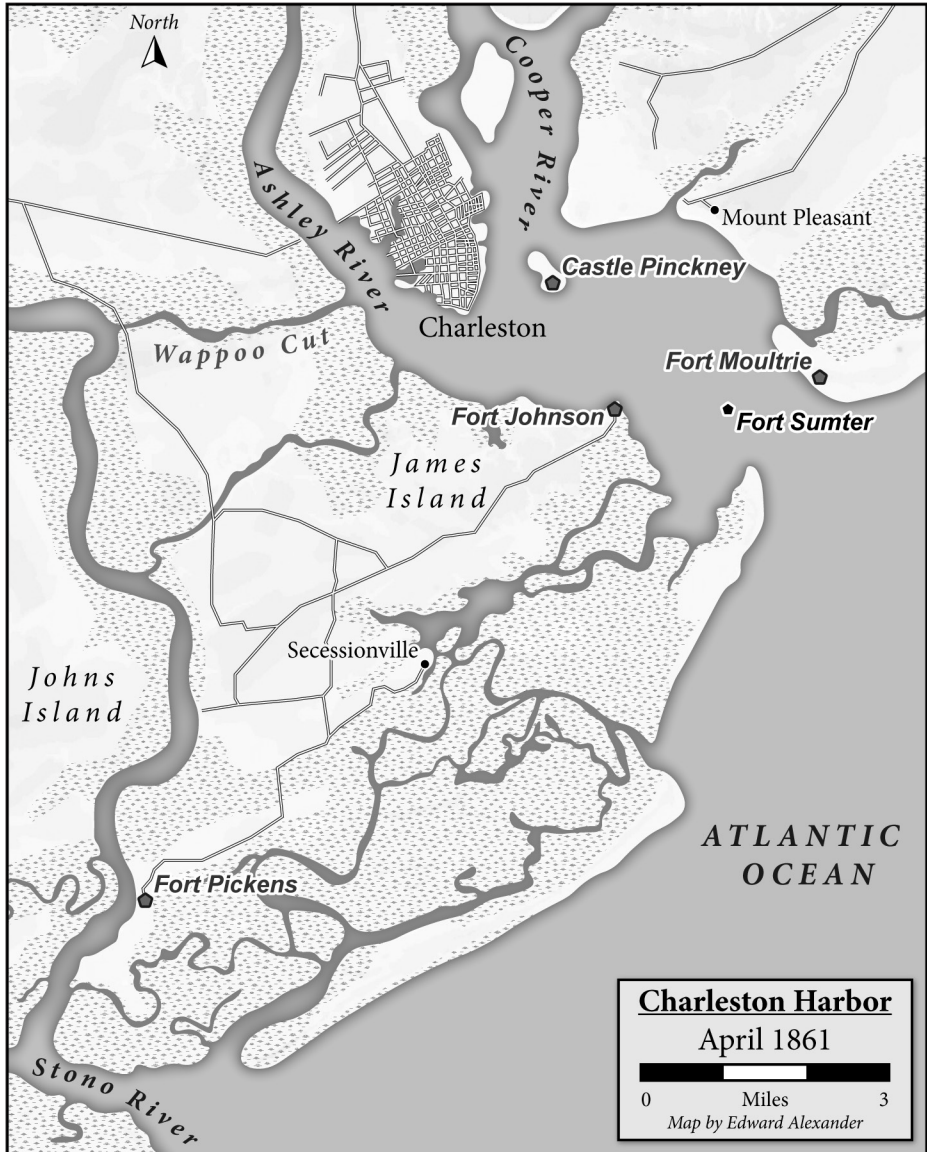 North
Cooper River
Ashley River
Mount Pleasant
Castle Pinckney
Charleston
Wappoo Cut
Fort Moultrie
Fort Johnson
Fort Sumter
James
Island
Secessionville
Johns
Island
ATLANTIC
OCEAN
Fort Pickens
Stono River
Charleston Harbor
April 1861
0 Miles 3
Map by Edward Alexander